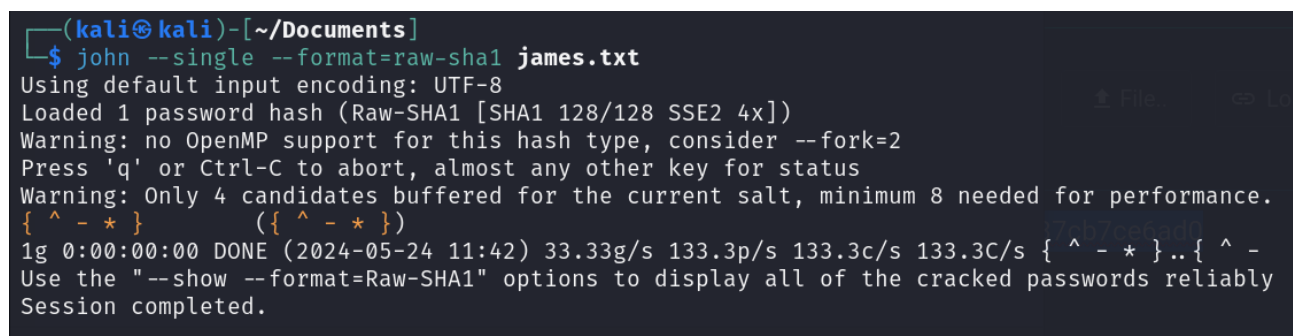 (kali㉿kali)-[~/Documents]
$ john --single --format=raw-sha1 james.txt
Using default input encoding: UTF-8
Loaded 1 password hash (Raw-SHA1 [SHA1 128/128 SSE2 4x])
Warning: no OpenMP support for this hash type, consider --fork=2
Press 'q' or Ctrl-C to abort, almost any other key for status
Warning: Only 4 candidates buffered for the current salt, minimum 8 needed for performance.
{ ^ - * }        ({ ^ - * })
1g 0:00:00:00 DONE (2024-05-24 11:42) 33.33g/s 133.3p/s 133.3c/s 133.3C/s { ^ - * }..{ ^ -
Use the "--show --format=Raw-SHA1" options to display all of the cracked passwords reliably
Session completed.
File..